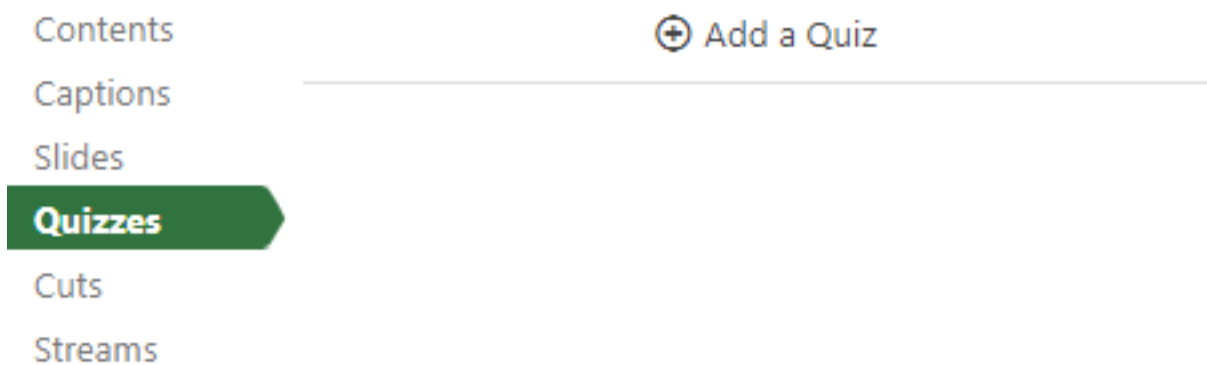 Contents
Captions
Slides
Quizzes
Cuts
Streams
Add a Quiz